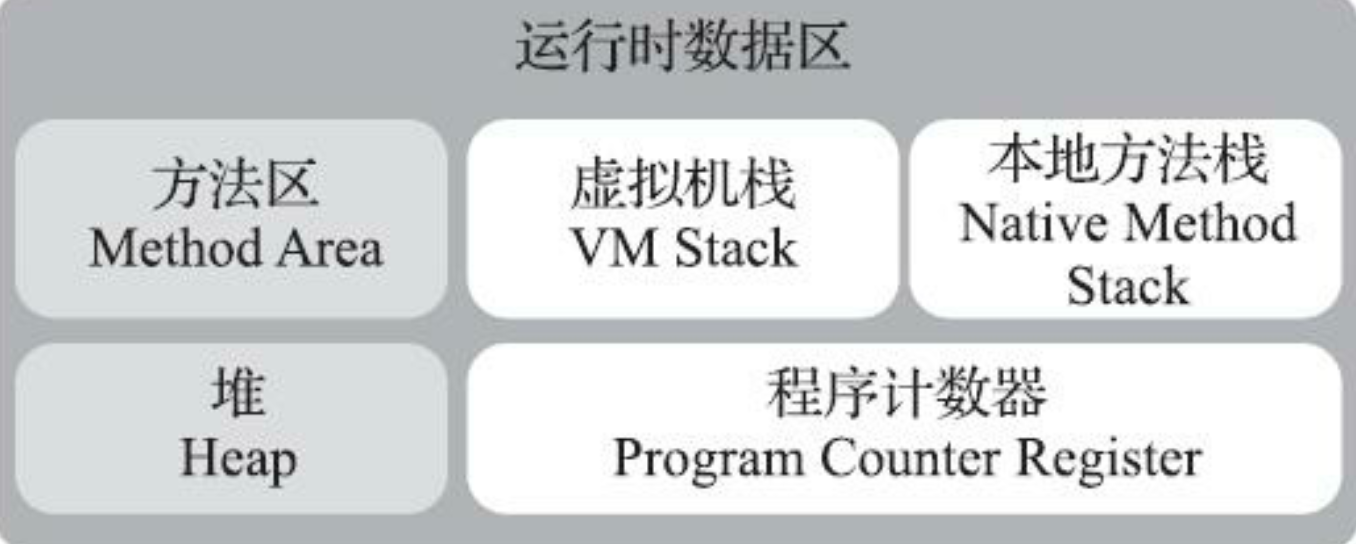 运行时数据区
方法区
Method Area
虚拟机栈
VM Stack
本地方法栈
Native Method
Stack
堆
Heap
程序计数器
Program Counter Register